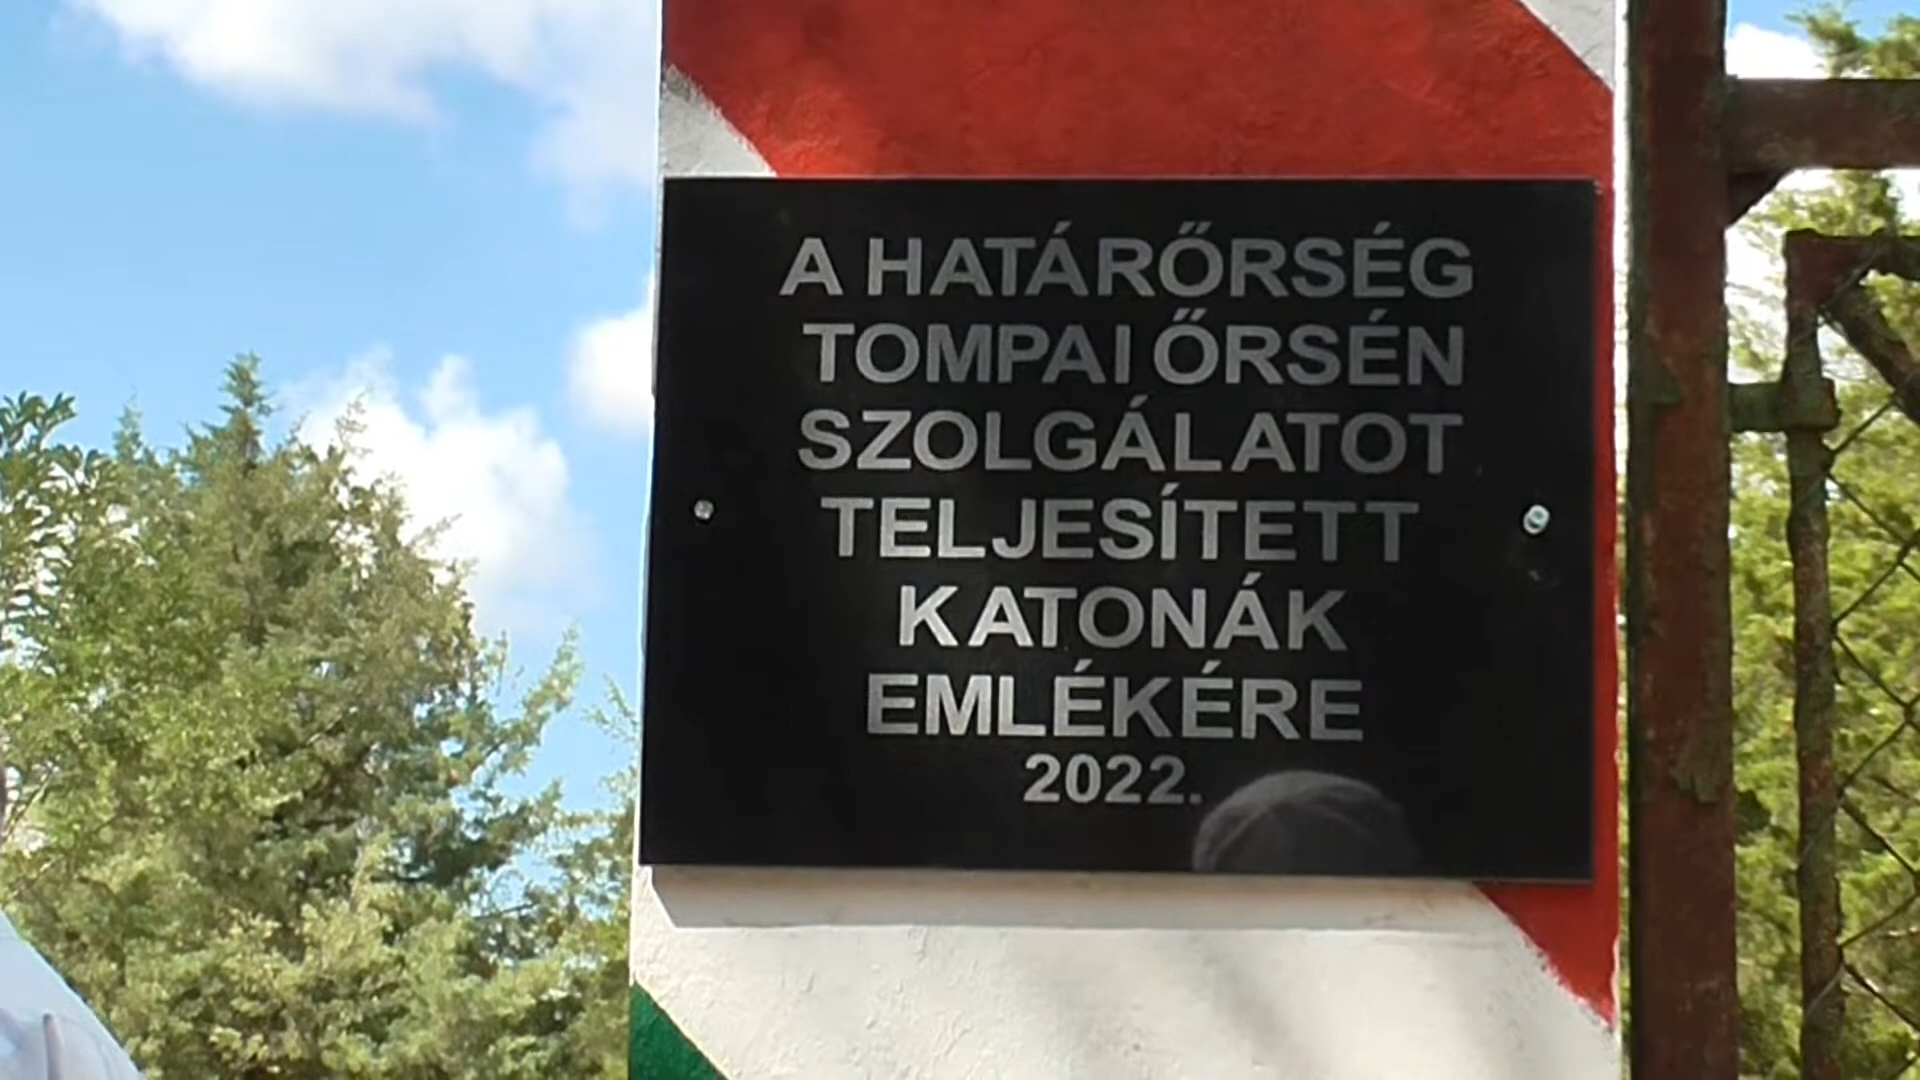 A HATÁRŐRSÉG
TOMPAI ŐRSÉN
SZOLGÁLATOT
TELJESÍTETT
KATONÁK
EMLÉKÉRE
2022.